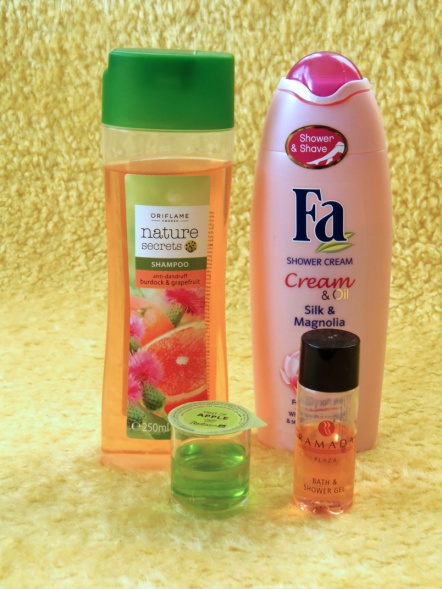 ORIFLAME
SWEDEN
nature
secrets
SHAMPOO
anti-dandruff
burdock & grapefruit
℮ 250ml
Shower
& Shave
Fa
SHOWER CREAM
Cream
& Oil
Silk &
Magnolia
APPLE
RAMADA
PLAZA
BATH &
SHOWER GEL